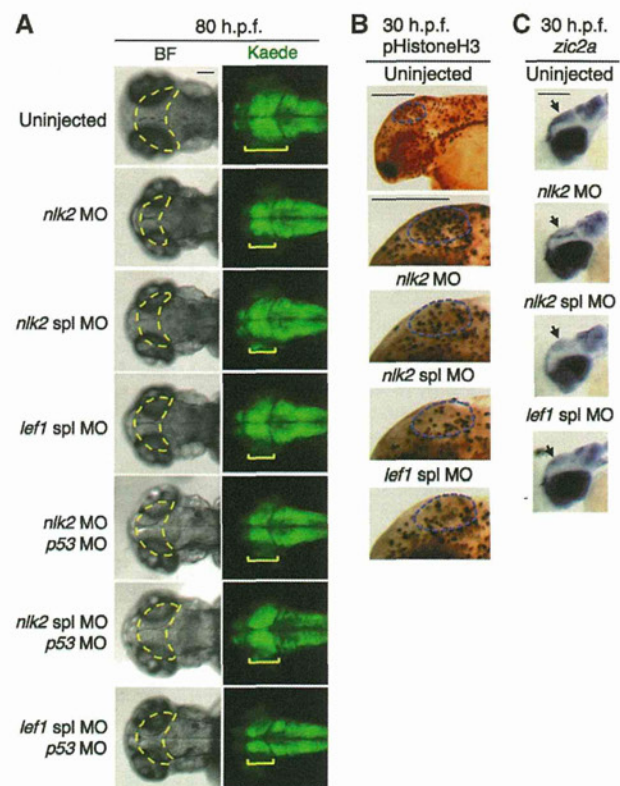 A
80 h.p.f.
BF
Kaede
Uninjected
nlk2 MO
nlk2 spl MO
lef1 spl MO
nlk2 MO
p53 MO
nlk2 spl MO
p53 MO
lef1 spl MO
p53 MO
B
30 h.p.f.
pHistoneH3
Uninjected
nlk2 MO
nlk2 spl MO
lef1 spl MO
C
30 h.p.f.
zic2a
Uninjected
nlk2 MO
nlk2 spl MO
lef1 spl MO